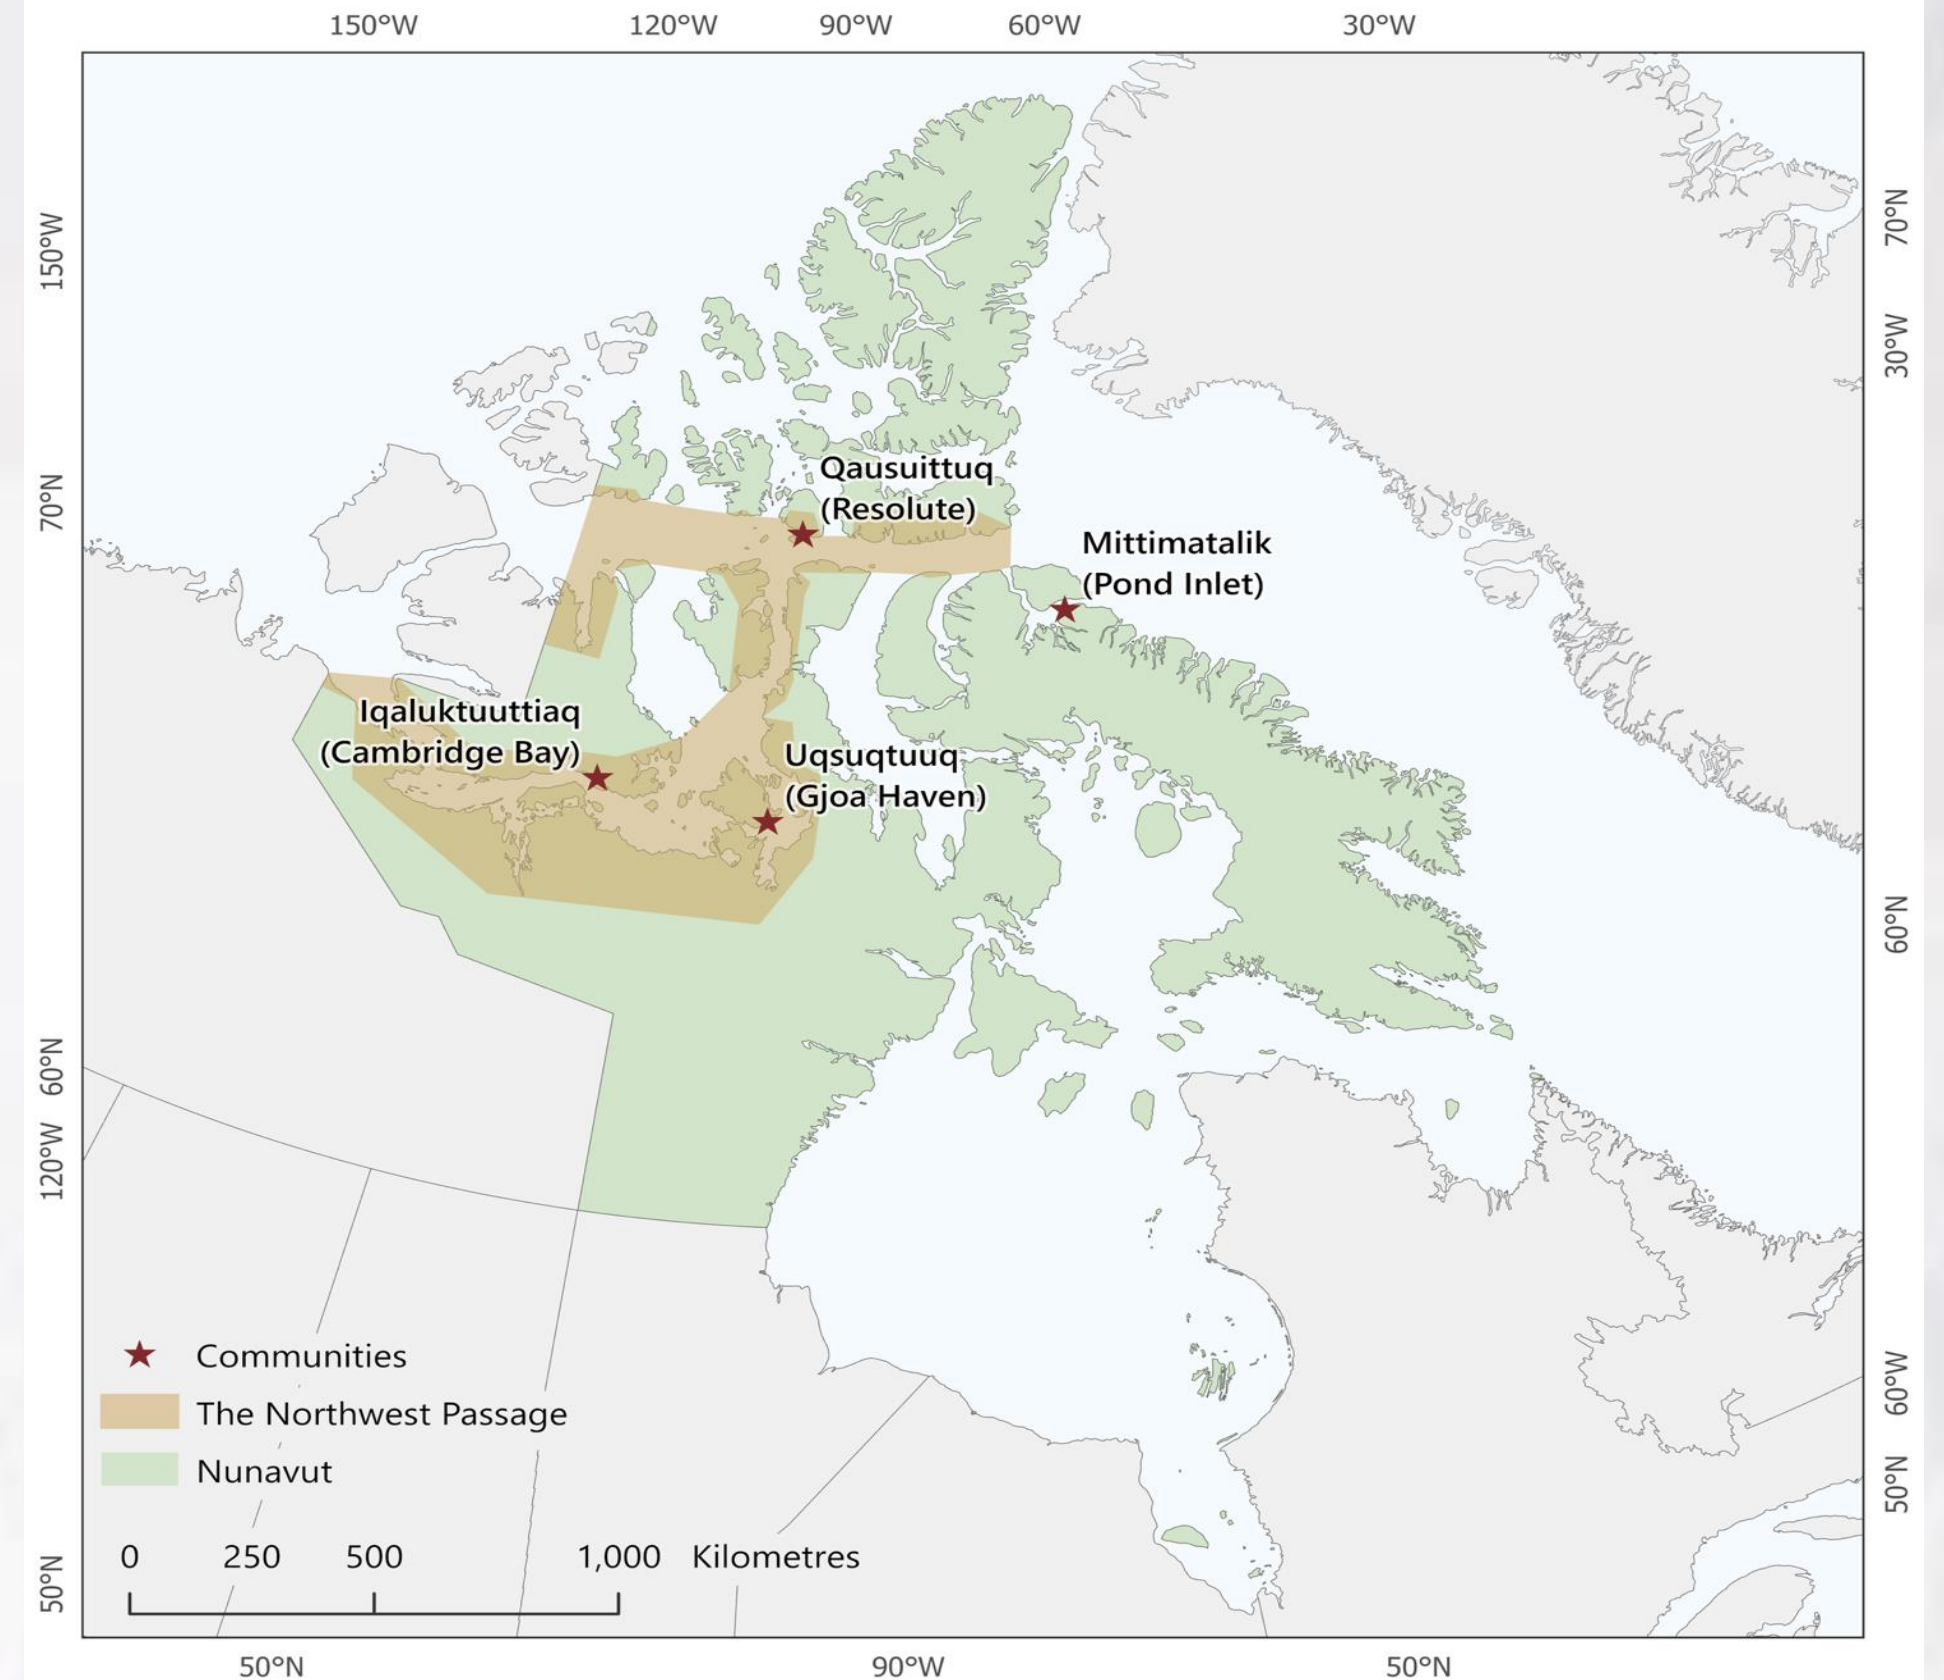 150°W 120°W 90°W 60°W 30°W
150°W
70°N
30°W
Qausuittuq
(Resolute)
70°N
Mittimatalik
(Pond Inlet)
Iqaluktuuttiaq
(Cambridge Bay)
Uqsuqtuuq
(Gjoa Haven)
60°N
60°N
120°W
Communities
The Northwest Passage
Nunavut
60°W
50°N
0 250 500 1,000 Kilometres
50°N
50°N 90°W 50°N